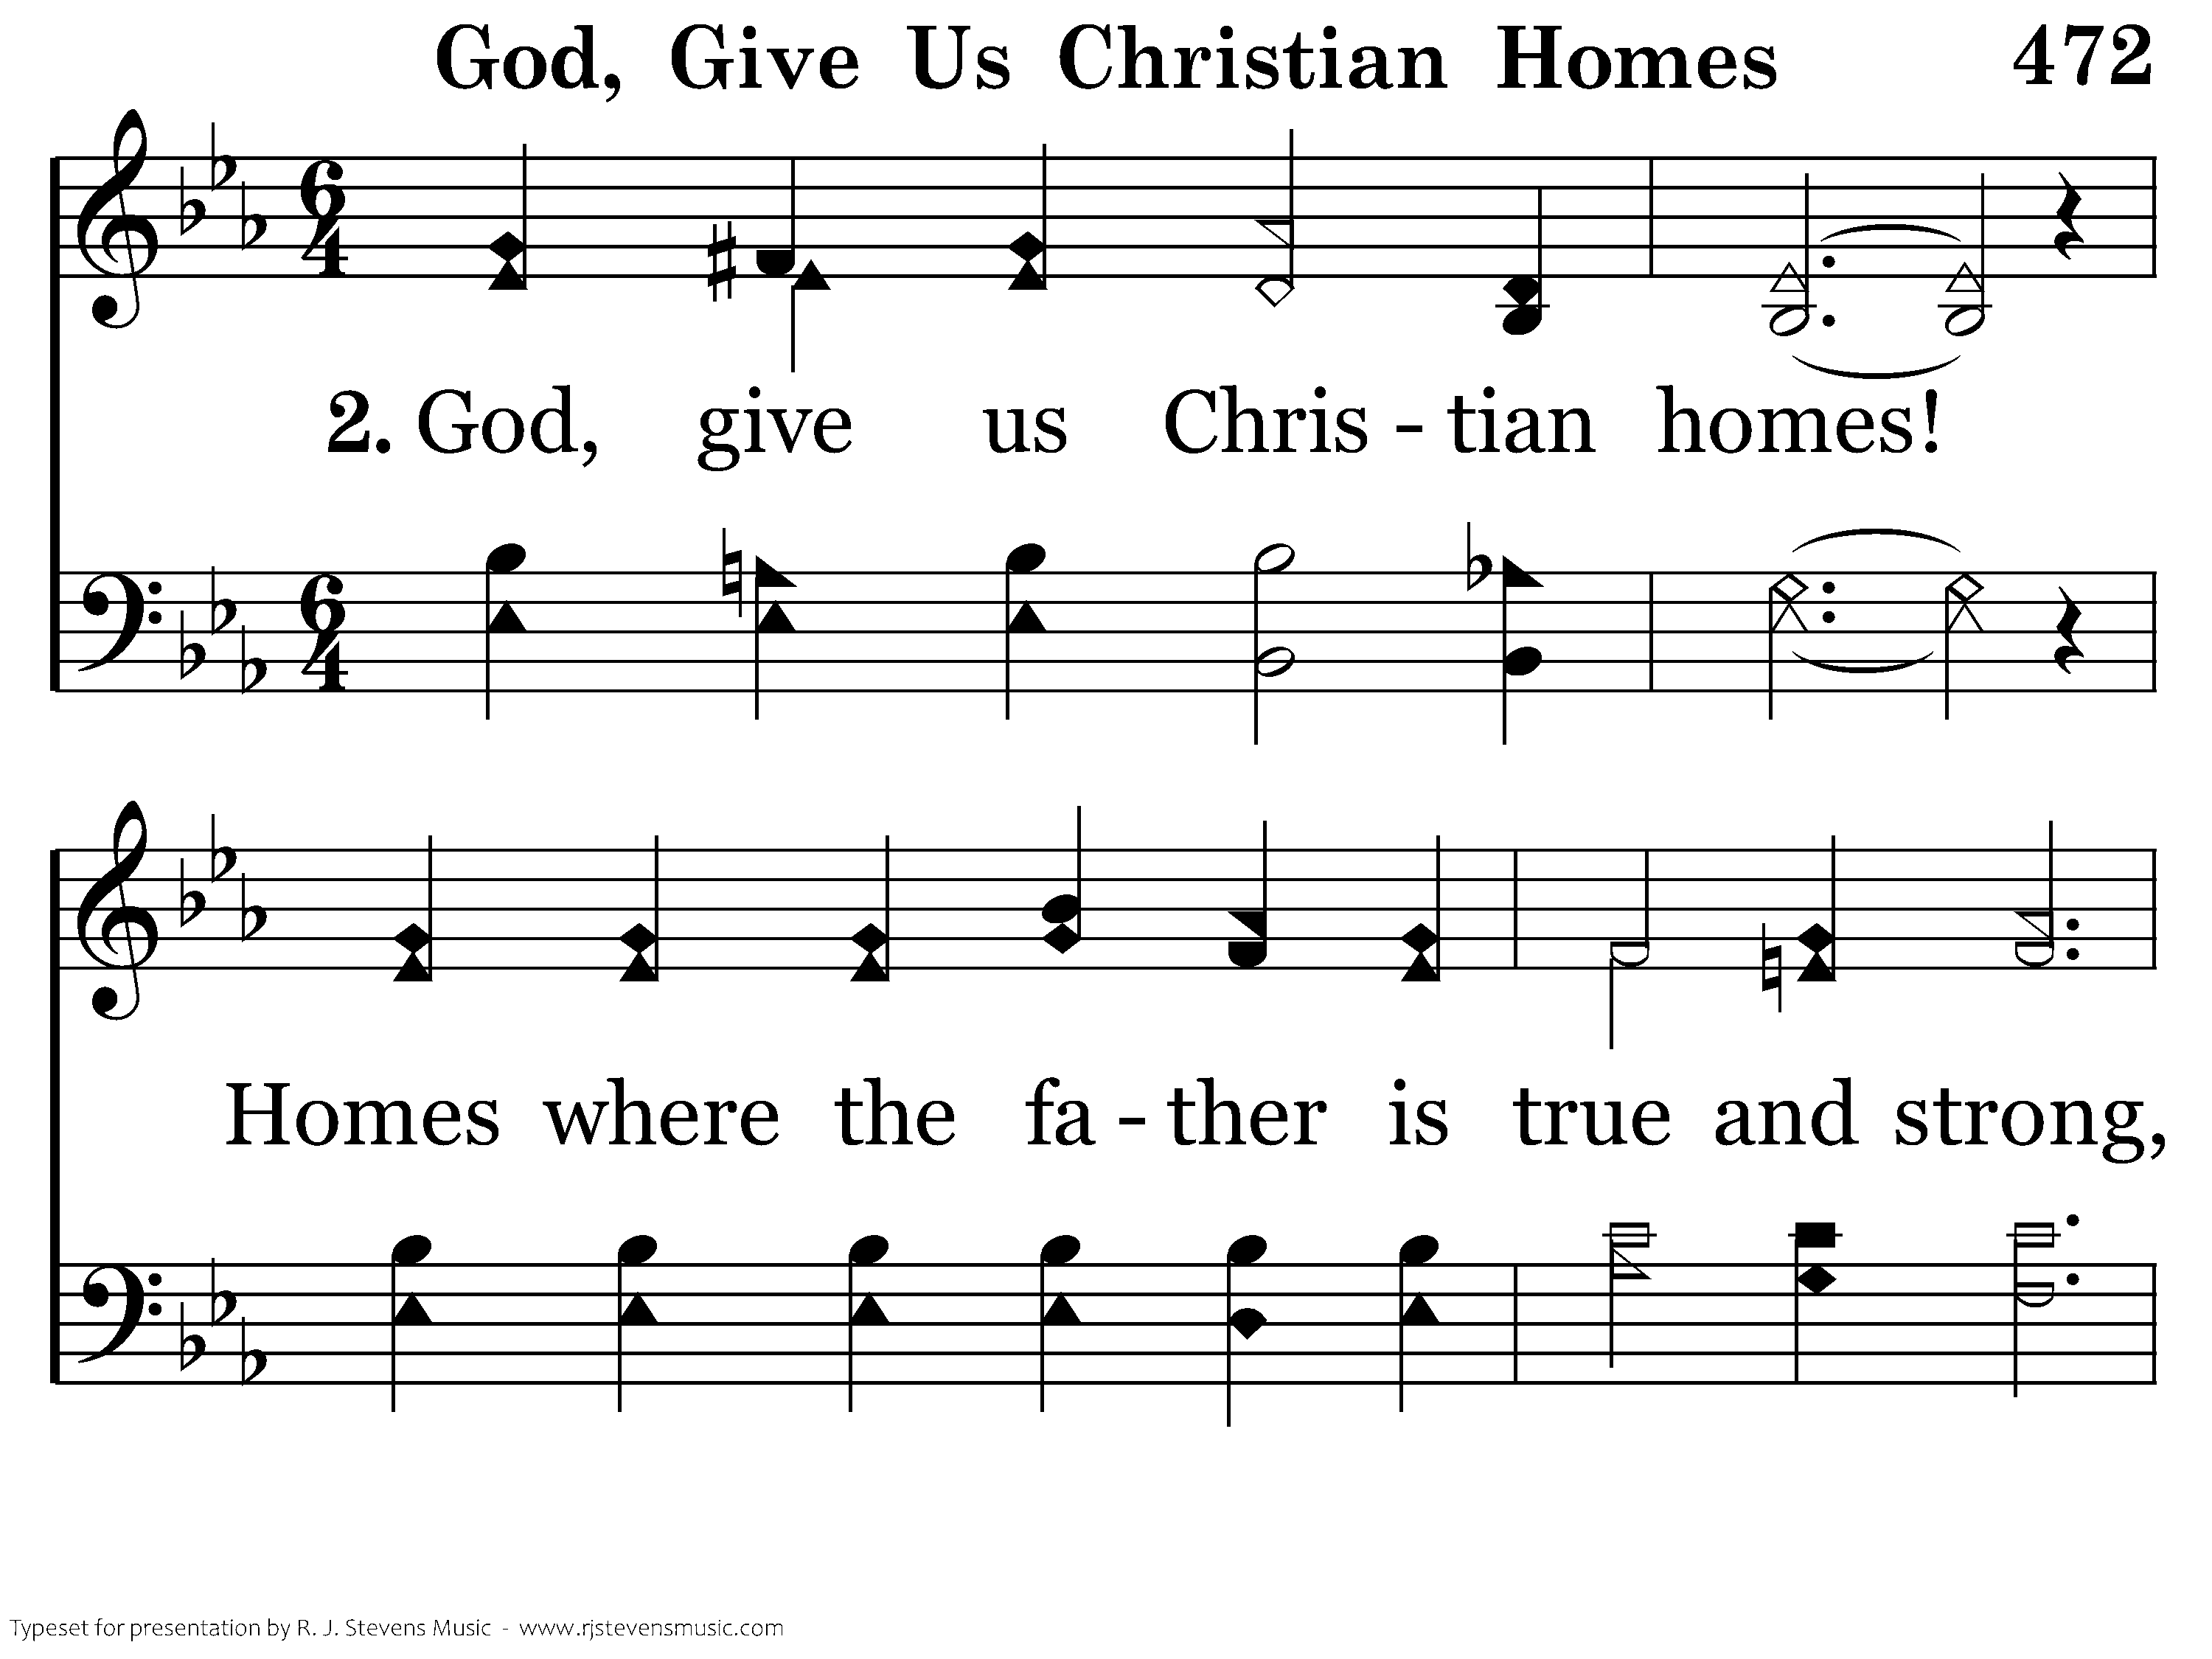 God, Give Us Christian Homes 472
2. God, give us Chris - tian homes!
Homes where the fa - ther is true and strong,
Typeset for presentation by R. J. Stevens Music - www.rjstevensmusic.com